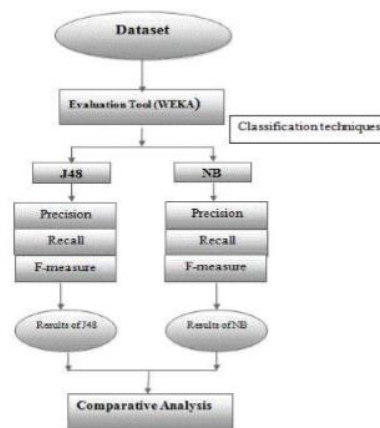 Dataset
Evaluation Tool (WEKA)
Classification techniques
J48
NB
Precision
Recall
F-measure
Precision
Recall
F-measure
Results of J48
Results of NB
Comparative Analysis